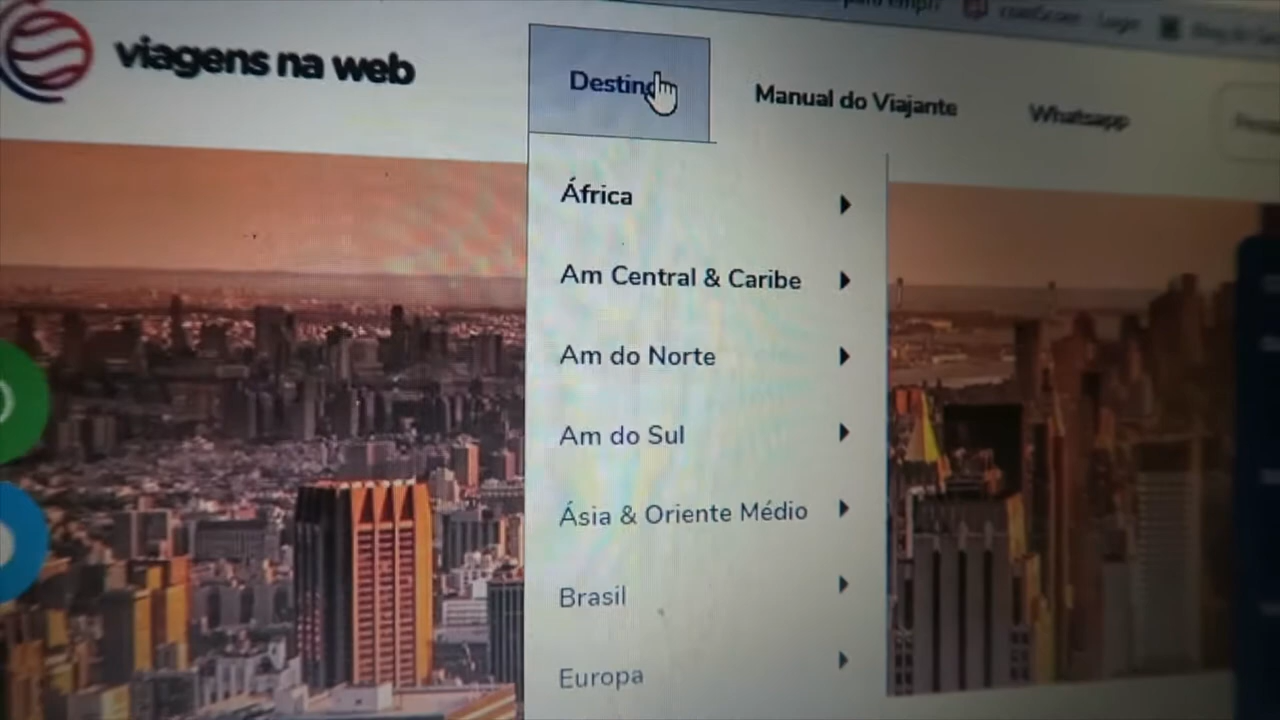 viagens na web
Destino
Manual do Viajante
Whatsapp
África
Am Central & Caribe
Am do Norte
Am do Sul
Ásia & Oriente Médio
Brasil
Europa